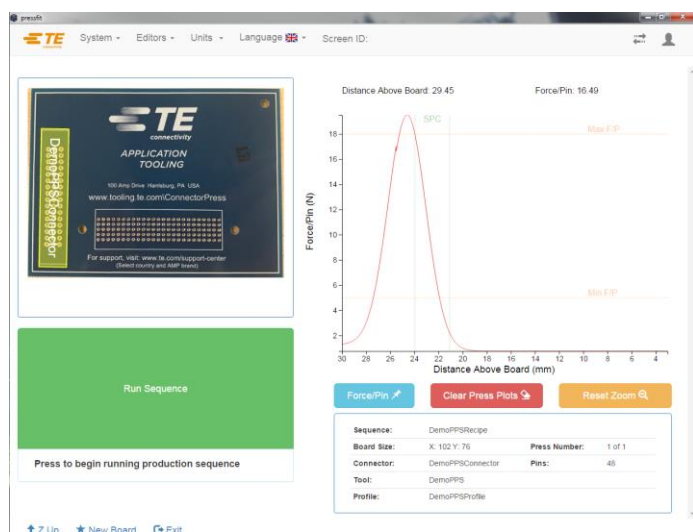 pressfit
TE connectivity
System
Editors
Units
Language
Screen ID:
TE
connectivity
APPLICATION
TOOLING
100 Amp Drive Harrisburg, PA USA
www.tooling.te.com\ConnectorPress
For support, visit: www.te.com/support-center
(Select country and AMP brand)
DemoPPSConnector
Run Sequence
Press to begin running production sequence
Z Up
New Board
Exit
Distance Above Board: 29.45
Force/Pin: 16.49
SPC
Max F/P
Min F/P
Force/Pin (N)
18
16
14
12
10
8
6
4
2
30 28 26 24 22 20 18 16 14 12 10 8 6 4
Distance Above Board (mm)
Force/Pin
Clear Press Plots
Reset Zoom
Sequence: DemoPPSRecipe
Board Size: X: 102 Y: 76 Press Number: 1 of 1
Connector: DemoPPSConnector Pins: 48
Tool: DemoPPS
Profile: DemoPPSProfile